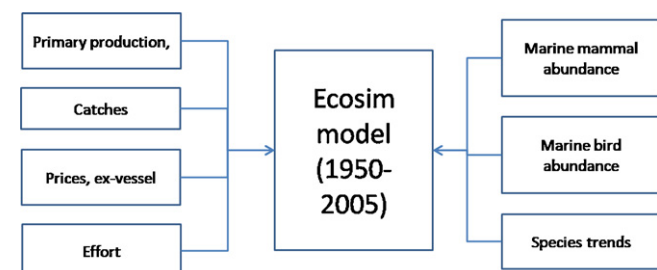 Primary production,
Catches
Prices, ex-vessel
Effort
Ecosim
model
(1950-
2005)
Marine mammal
abundance
Marine bird
abundance
Species trends